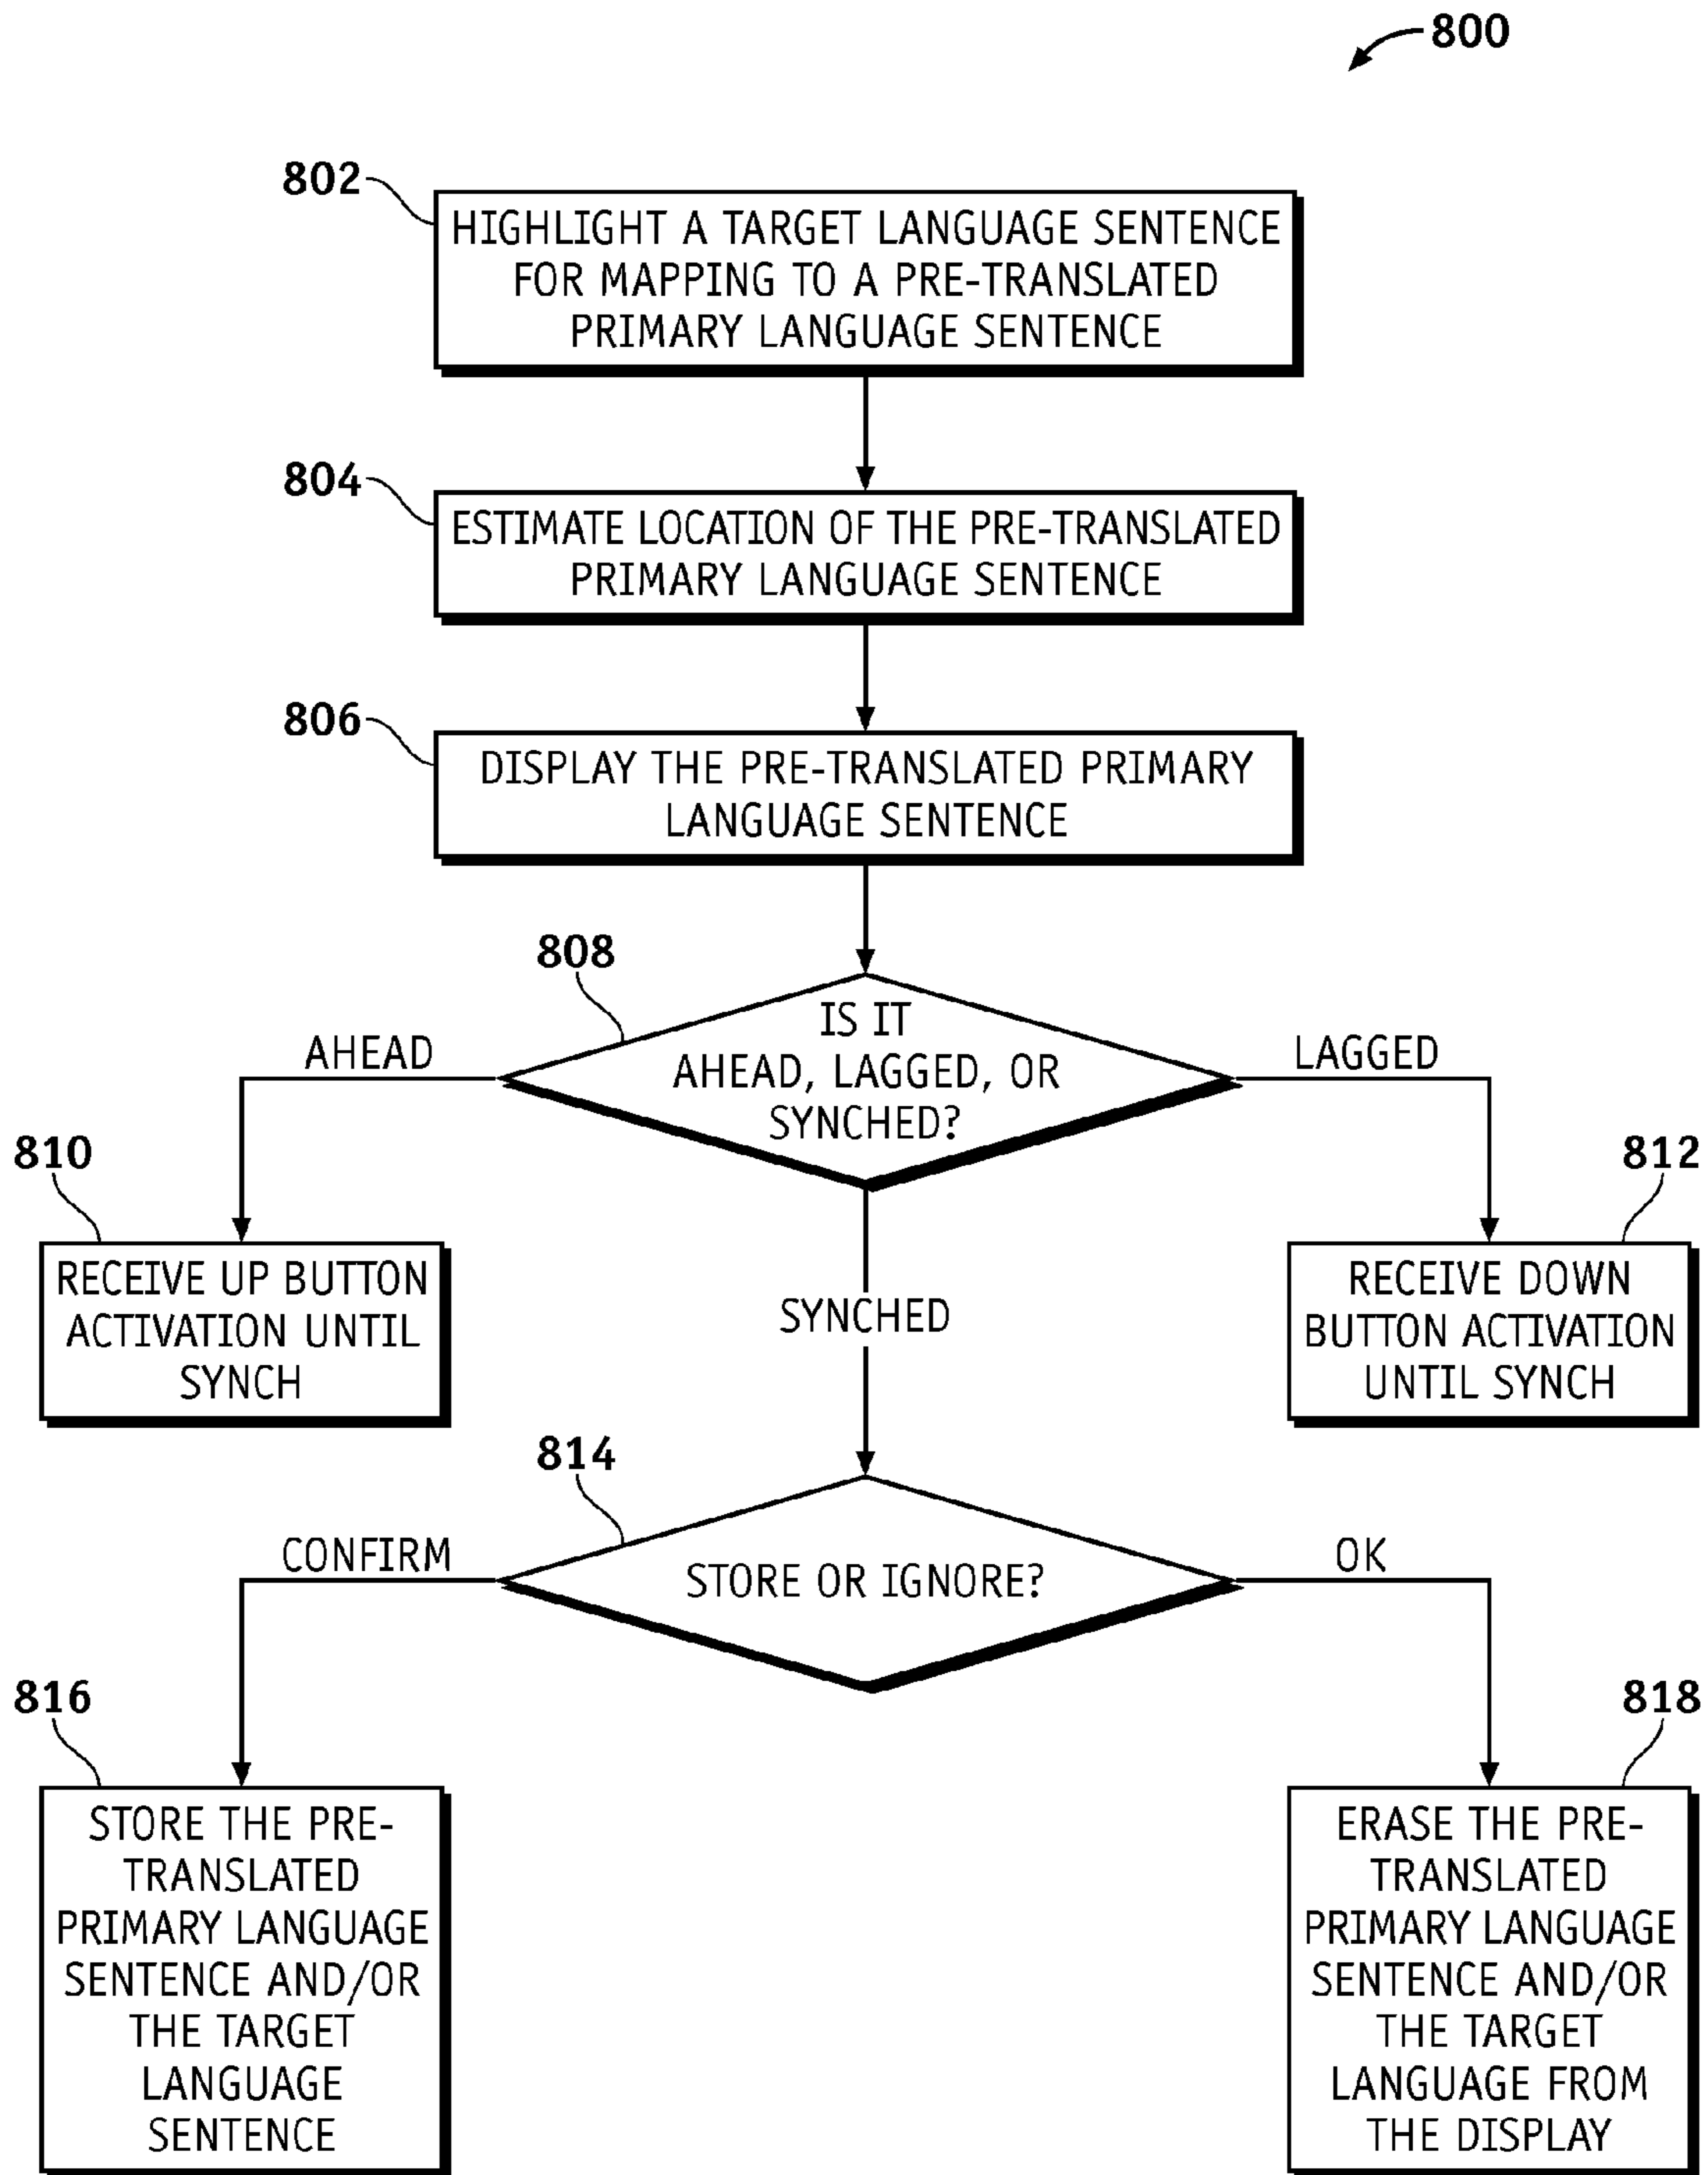 800
802
HIGHLIGHT A TARGET LANGUAGE SENTENCE
FOR MAPPING TO A PRE-TRANSLATED
PRIMARY LANGUAGE SENTENCE
804
ESTIMATE LOCATION OF THE PRE-TRANSLATED
PRIMARY LANGUAGE SENTENCE
806
DISPLAY THE PRE-TRANSLATED PRIMARY
LANGUAGE SENTENCE
808
IS IT
AHEAD, LAGGED, OR
SYNCHED?
AHEAD
LAGGED
810
RECEIVE UP BUTTON
ACTIVATION UNTIL
SYNCH
SYNCHED
812
RECEIVE DOWN
BUTTON ACTIVATION
UNTIL SYNCH
814
STORE OR IGNORE?
CONFIRM
OK
816
STORE THE PRE-
TRANSLATED
PRIMARY LANGUAGE
SENTENCE AND/OR
THE TARGET
LANGUAGE
SENTENCE
818
ERASE THE PRE-
TRANSLATED
PRIMARY LANGUAGE
SENTENCE AND/OR
THE TARGET
LANGUAGE FROM
THE DISPLAY